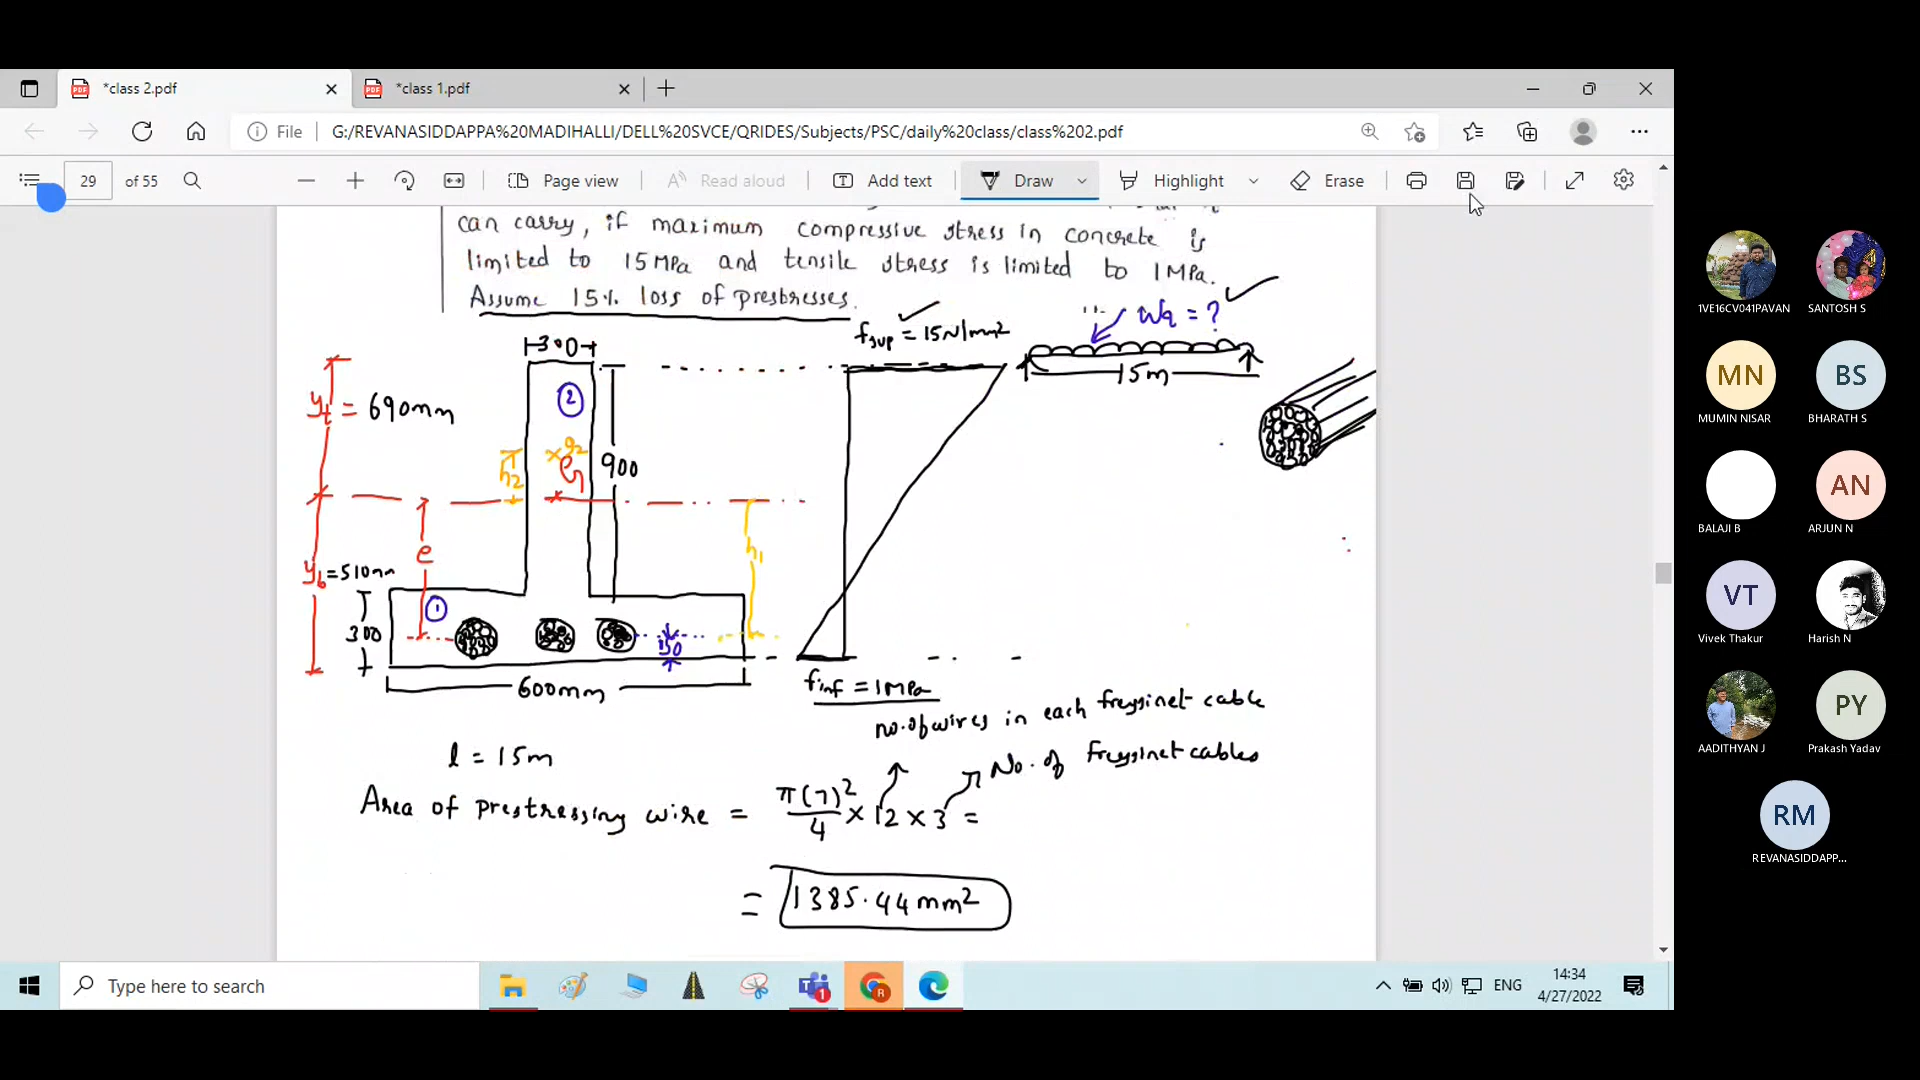 *class 2.pdf
*class 1.pdf
File
G:/REVANASIDDAPPA%20MADIHALLI/DELL%20SVCE/QRIDES/Subjects/PSC/daily%20class/class%202.pdf
29 of 55
Page view
Read aloud
Add text
Draw
Highlight
Erase
can carry, if maximum compressive stress in concrete is
limited to 15MPa and tensile stress is limited to 1MPa.
Assume 15% loss of presbresses.
fsup = 15N/mm2
Wq = ?
300
15m
yt = 690mm
2
g2
h2
G
900
e
h1
yb = 510mm
1
300
150
600mm
finf = 1MPa
no. of wires in each freyssinet cable
l = 15m
No. of Freyssinet cables
Area of prestressing wire = π(7)²/4 × 12 × 3 =
= 1385.44mm²
1VE16CV041PAVAN
SANTOSH S
MN
BS
MUMIN NISAR
BHARATH S
AN
BALAJI B
ARJUN N
VT
Vivek Thakur
Harish N
PY
AADITHYAN J
Prakash Yadav
RM
REVANASIDDAPP...
Type here to search
1
R
ENG
14:34
4/27/2022